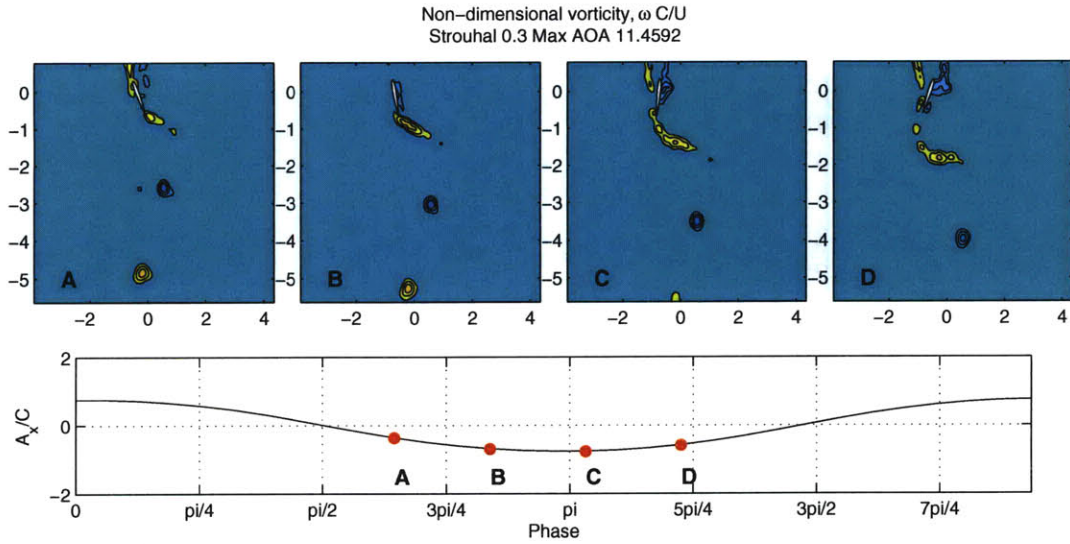 Non-dimensional vorticity, ω C/U
Strouhal 0.3 Max AOA 11.4592
0
-1
-2
-3
-4
-5
A
-2 0 2 4
0
-1
-2
-3
-4
-5
B
-2 0 2 4
0
-1
-2
-3
-4
-5
C
-2 0 2 4
0
-1
-2
-3
-4
-5
D
-2 0 2 4
2
0
-2
A_x/C
A B C D
0 pi/4 pi/2 3pi/4 pi 5pi/4 3pi/2 7pi/4
Phase